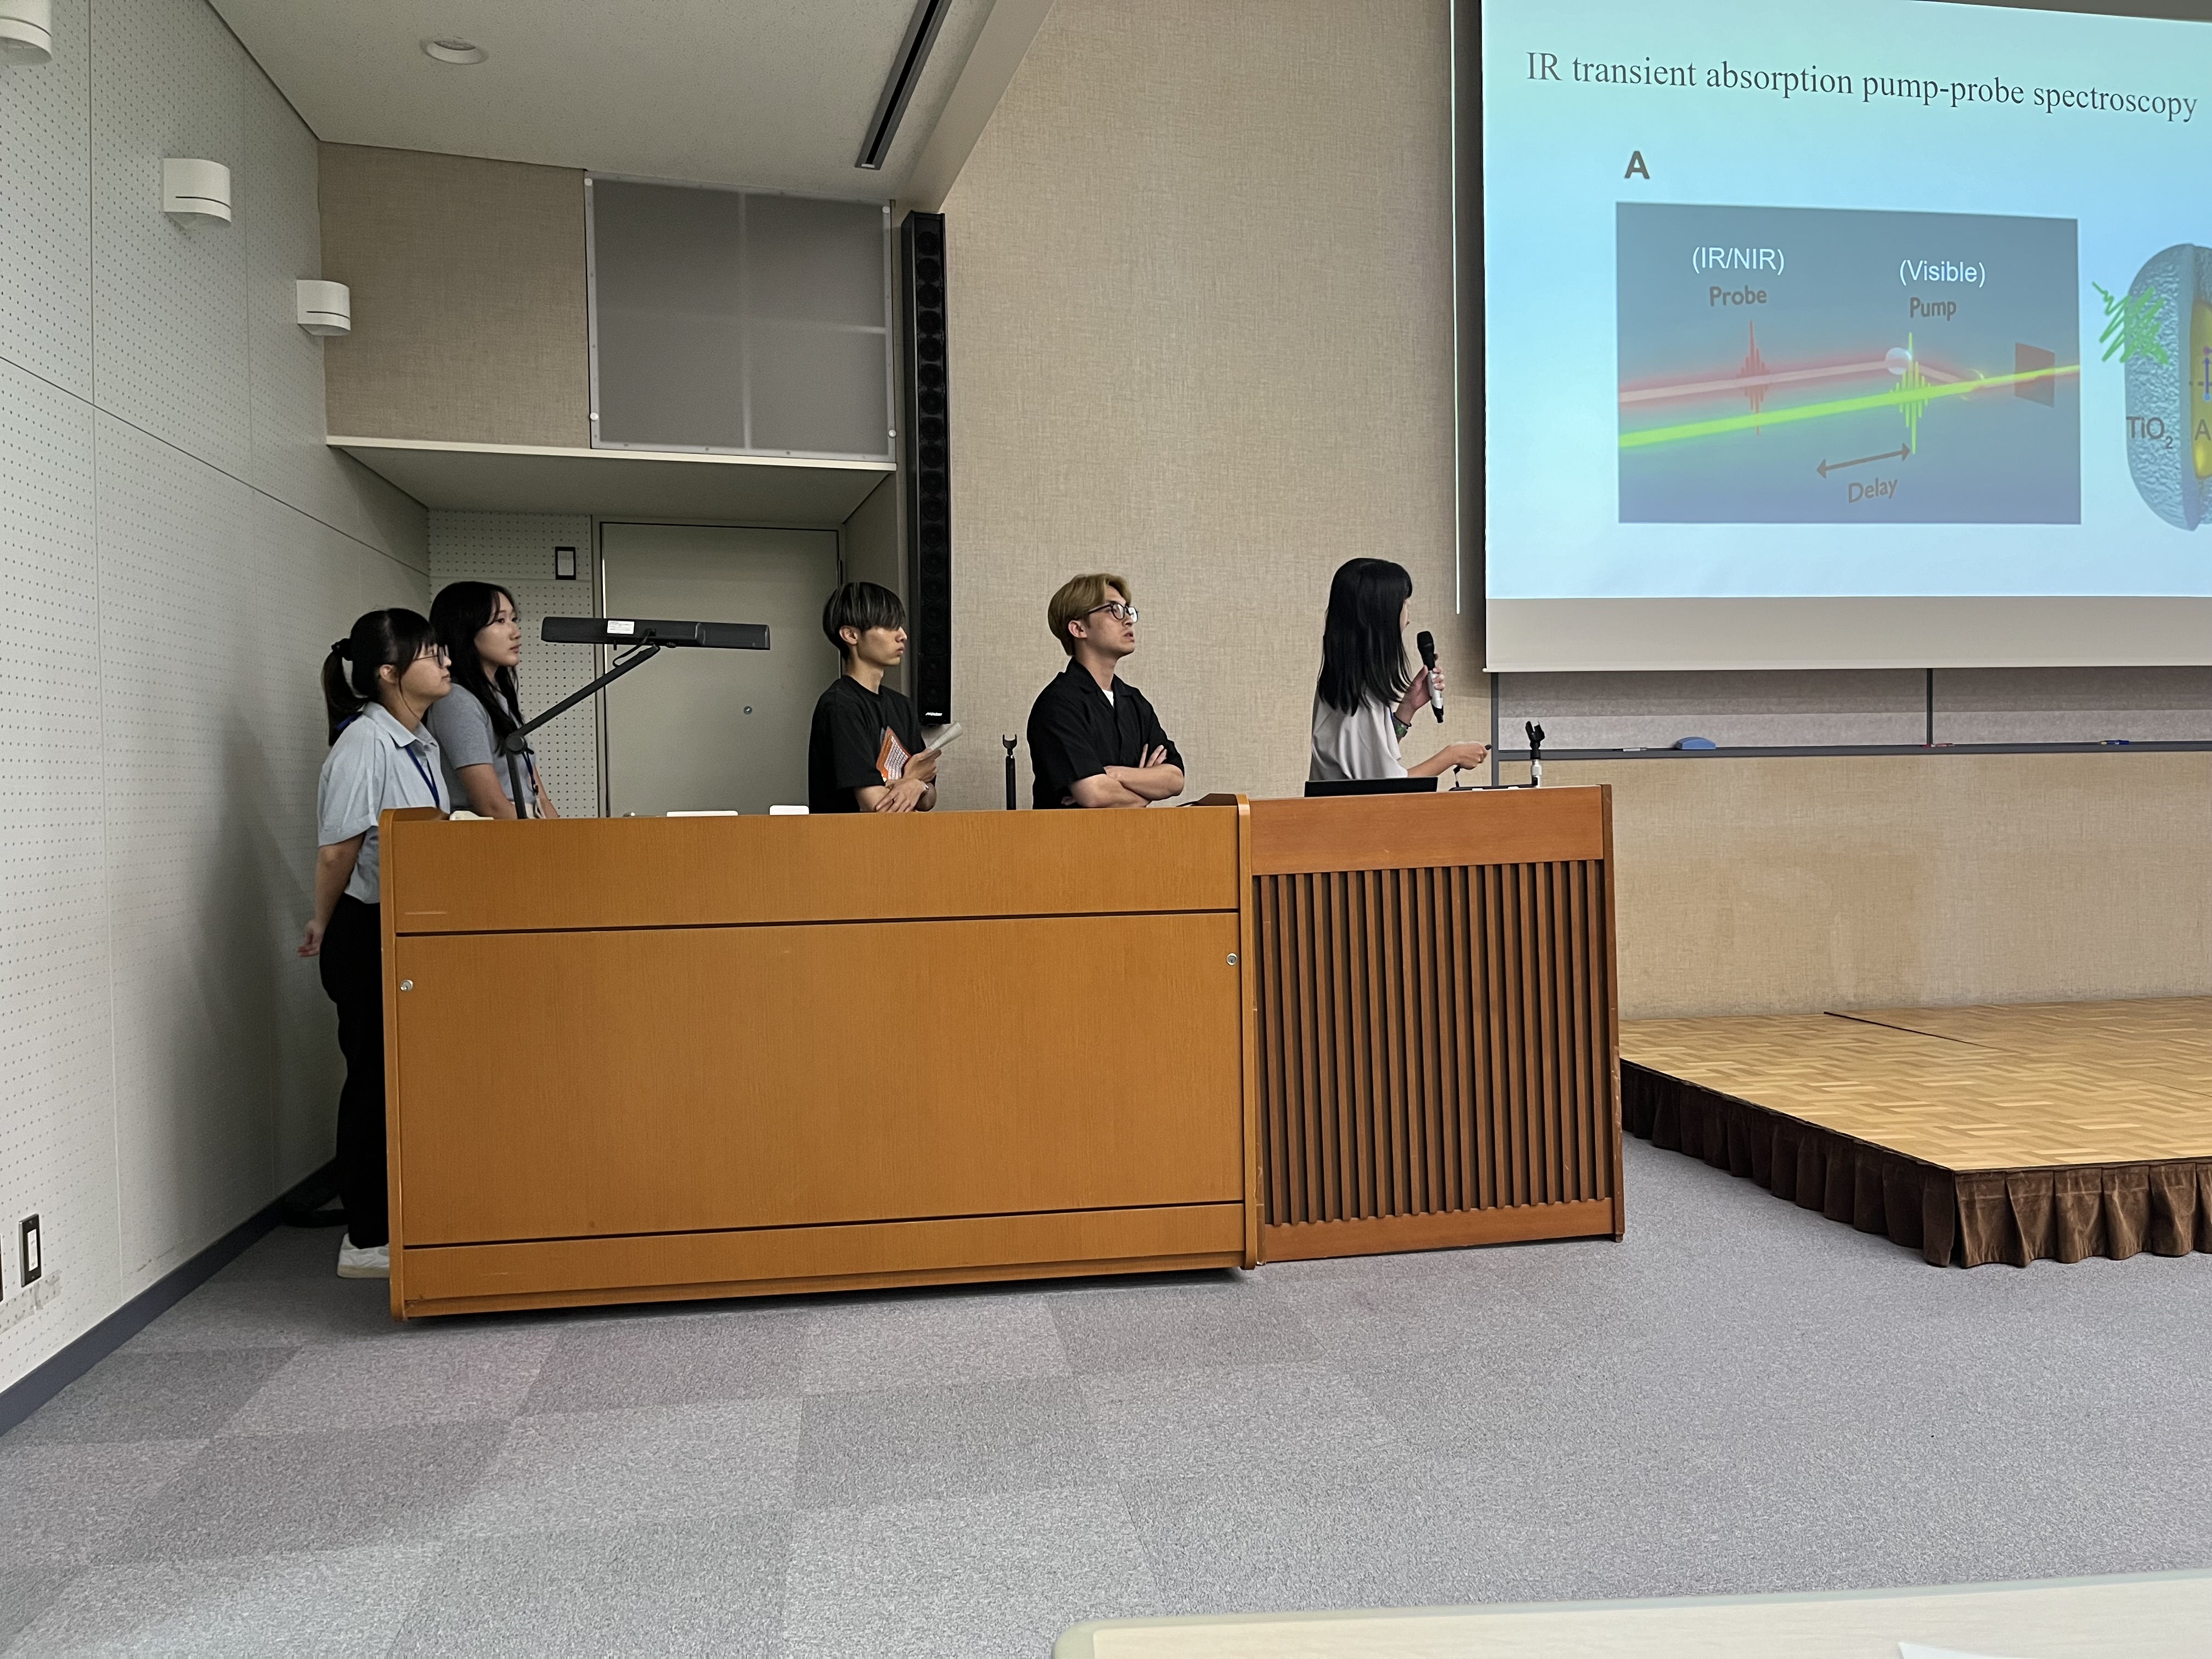 IR transient absorption pump-probe spectroscopy
A
(IR/NIR)
Probe
(Visible)
Pump
Delay
TiO₂
A